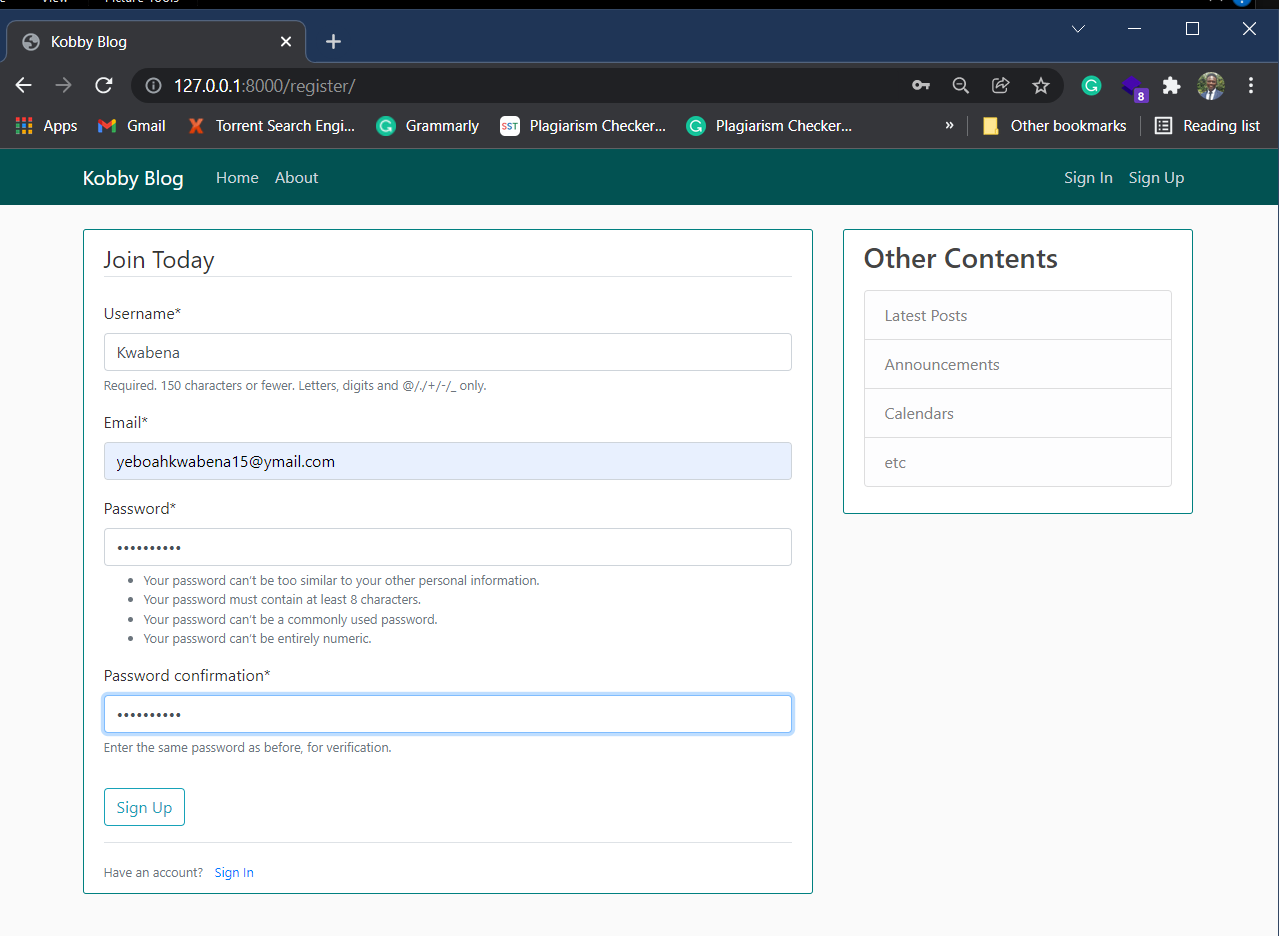 View Picture Tools
Kobby Blog
127.0.0.1:8000/register/
8
Apps Gmail Torrent Search Engi... Grammarly SST Plagiarism Checker... Plagiarism Checker... » Other bookmarks Reading list
Kobby Blog Home About Sign In Sign Up
Join Today
Username*
Kwabena
Required. 150 characters or fewer. Letters, digits and @/./+/-/_ only.
Email*
yeboahkwabena15@ymail.com
Password*
••••••••••
• Your password can't be too similar to your other personal information.
• Your password must contain at least 8 characters.
• Your password can't be a commonly used password.
• Your password can't be entirely numeric.
Password confirmation*
••••••••••
Enter the same password as before, for verification.
Sign Up
Have an account? Sign In
Other Contents
Latest Posts
Announcements
Calendars
etc